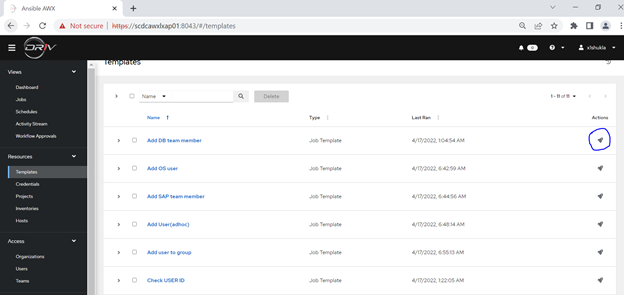 Ansible AWX
Not secure https://scdcawxlxap01:8043/#/templates
DRiV 0 xlshukla
Templates
Views
Dashboard
Jobs
Schedules
Activity Stream
Workflow Approvals
Resources
Templates
Credentials
Projects
Inventories
Hosts
Access
Organizations
Users
Teams
Name Delete 1 - 8 of 8
Name Type Last Ran Actions
Add DB team member Job Template 4/17/2022, 1:04:54 AM
Add OS user Job Template 4/17/2022, 6:42:59 AM
Add SAP team member Job Template 4/17/2022, 6:44:56 AM
Add User(adhoc) Job Template 4/17/2022, 6:48:14 AM
Add user to group Job Template 4/17/2022, 6:55:13 AM
Check USER ID Job Template 4/17/2022, 1:22:05 AM